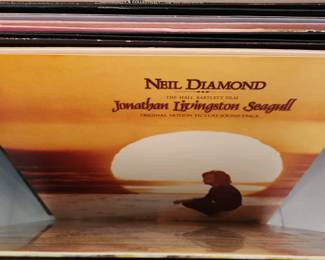 NEIL DIAMOND
THE HALL BARTLETT FILM
Jonathan Livingston Seagull
ORIGINAL MOTION PICTURE SOUND TRACK